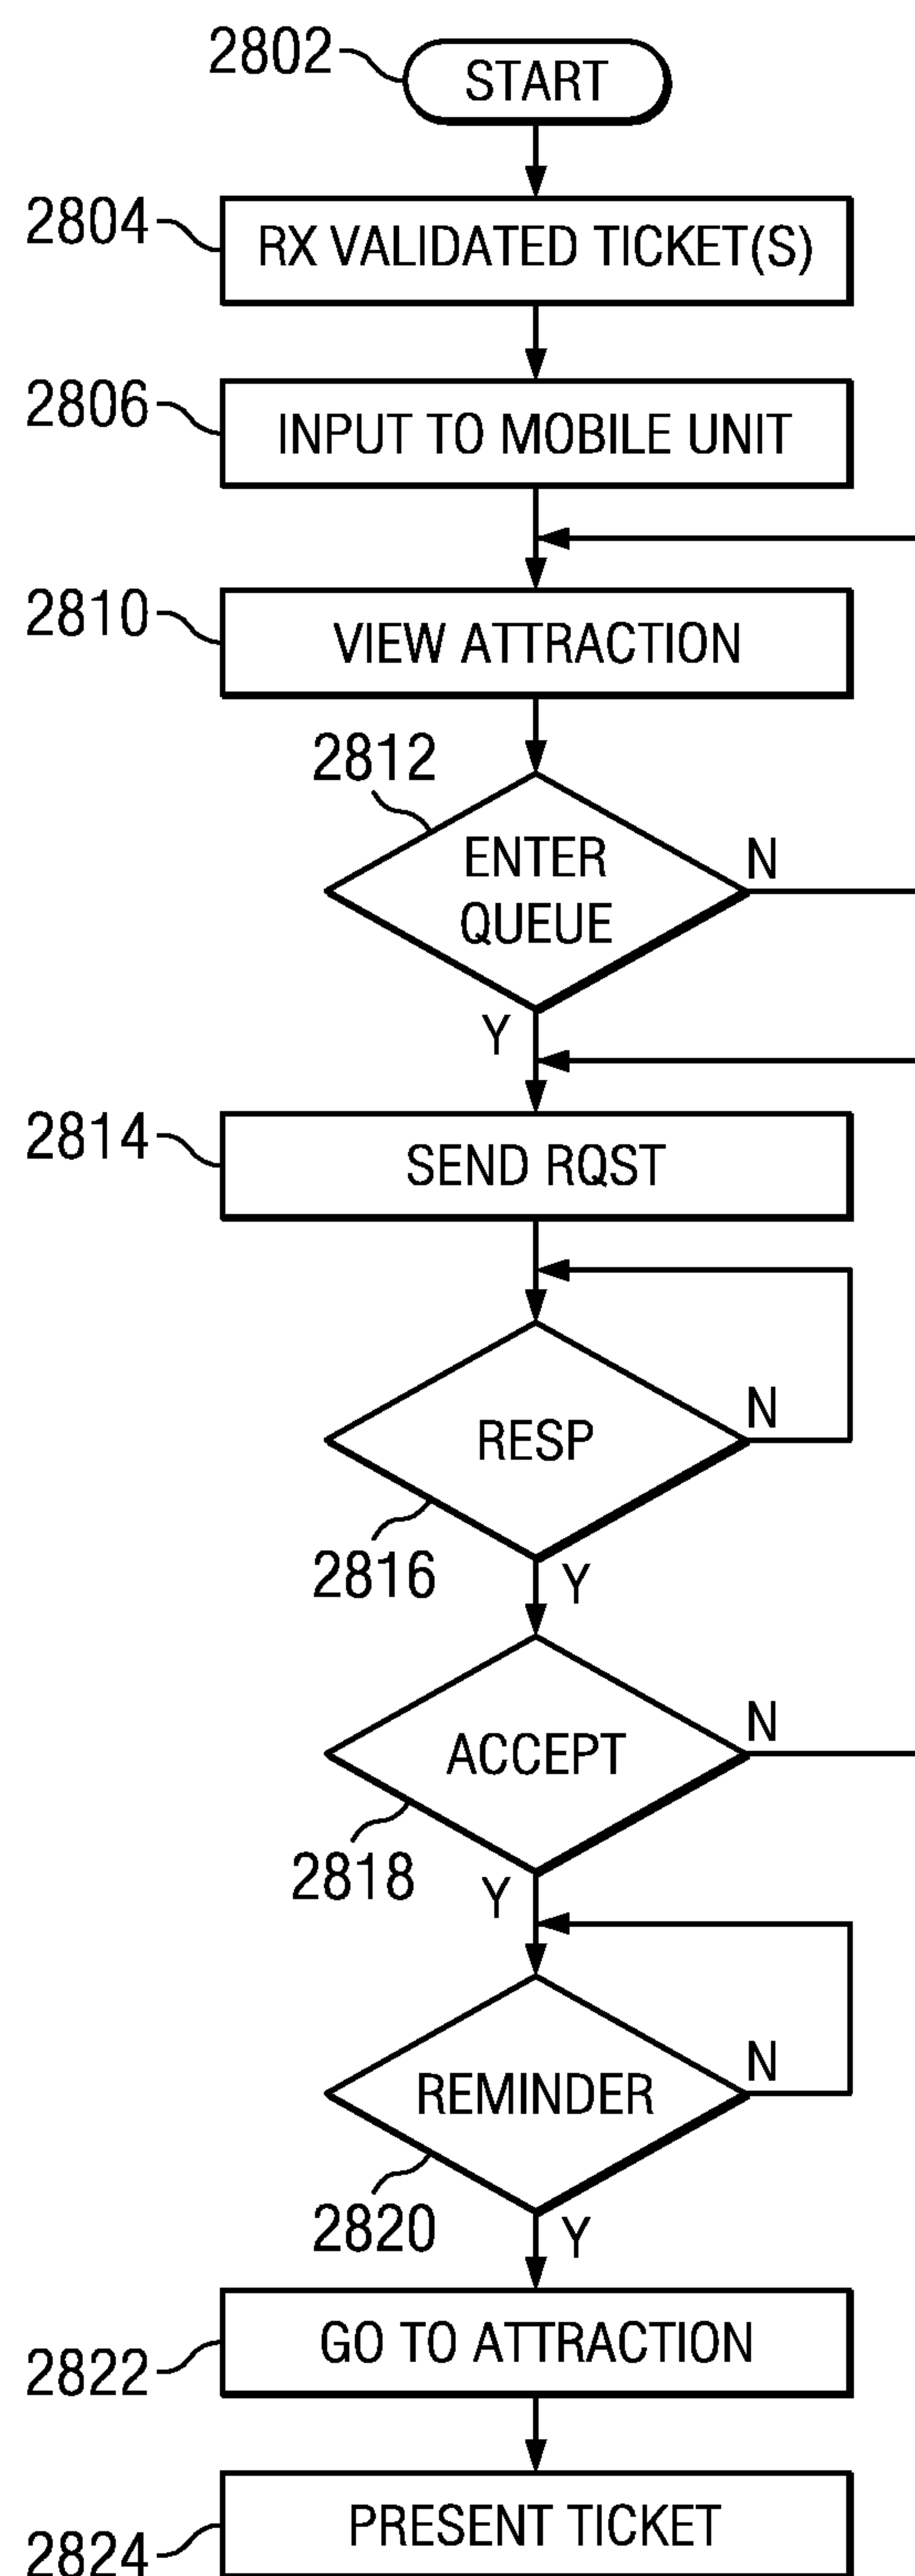 2802
START
2804
RX VALIDATED TICKET(S)
2806
INPUT TO MOBILE UNIT
2810
VIEW ATTRACTION
2812
ENTER
QUEUE
N
Y
2814
SEND RQST
RESP
N
2816
Y
ACCEPT
N
2818
Y
REMINDER
N
2820
Y
GO TO ATTRACTION
2822
PRESENT TICKET
2824